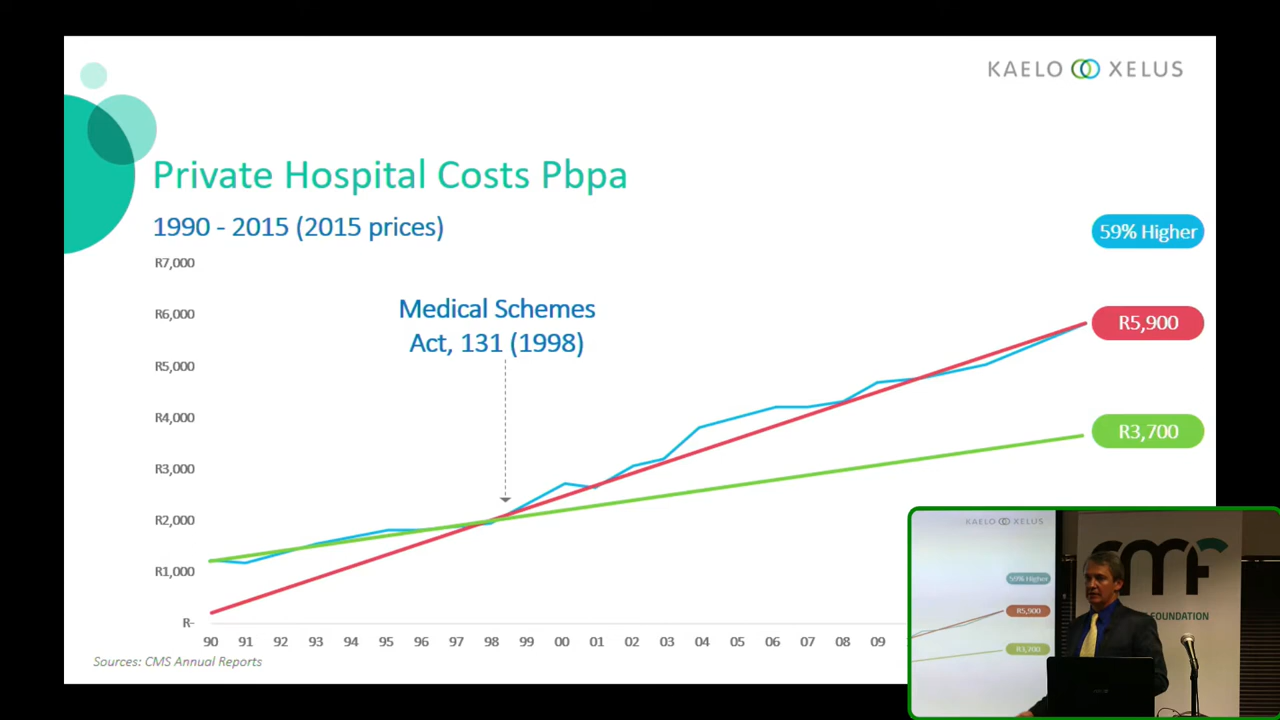 KAELO XELUS
Private Hospital Costs Pbpa
1990 - 2015 (2015 prices)
59% Higher
R7,000
Medical Schemes
Act, 131 (1998)
R6,000
R5,900
R5,000
R4,000
R3,700
R3,000
R2,000
R1,000
R-
90 91 92 93 94 95 96 97 98 99 00 01 02 03 04 05 06 07 08 09
Sources: CMS Annual Reports
KAELO XELUS
59% Higher
R5,900
R3,700
cmf
FOUNDATION